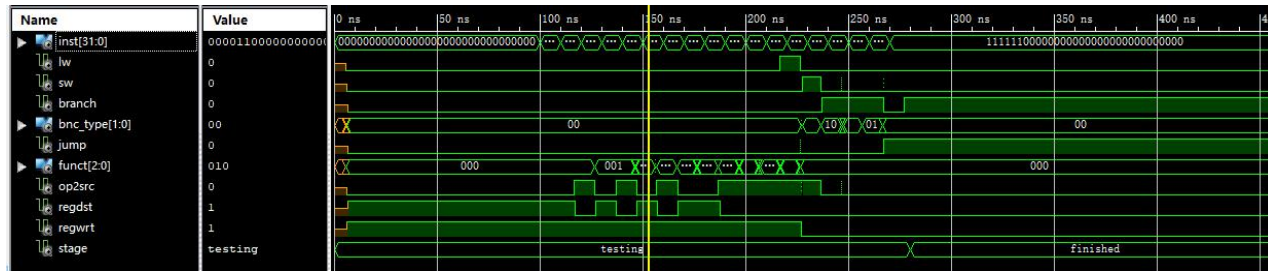 Name Value 0 ns 50 ns 100 ns 150 ns 200 ns 250 ns 300 ns 350 ns 400 ns
inst[31:0] 0000110000000000 00000000000000000000000000000000 ... ... ... ... ... ... ... ... ... ... ... ... ... ... ... ... ... 11111100000000000000000000000000
lw 0
sw 0
branch 0
bnc_type[1:0] 00 X 00 10 01 00
jump 0
funct[2:0] 010 000 001 ... ... ... ... ... ... ... 000
op2src 0
regdst 1
regwrt 1
stage testing testing finished